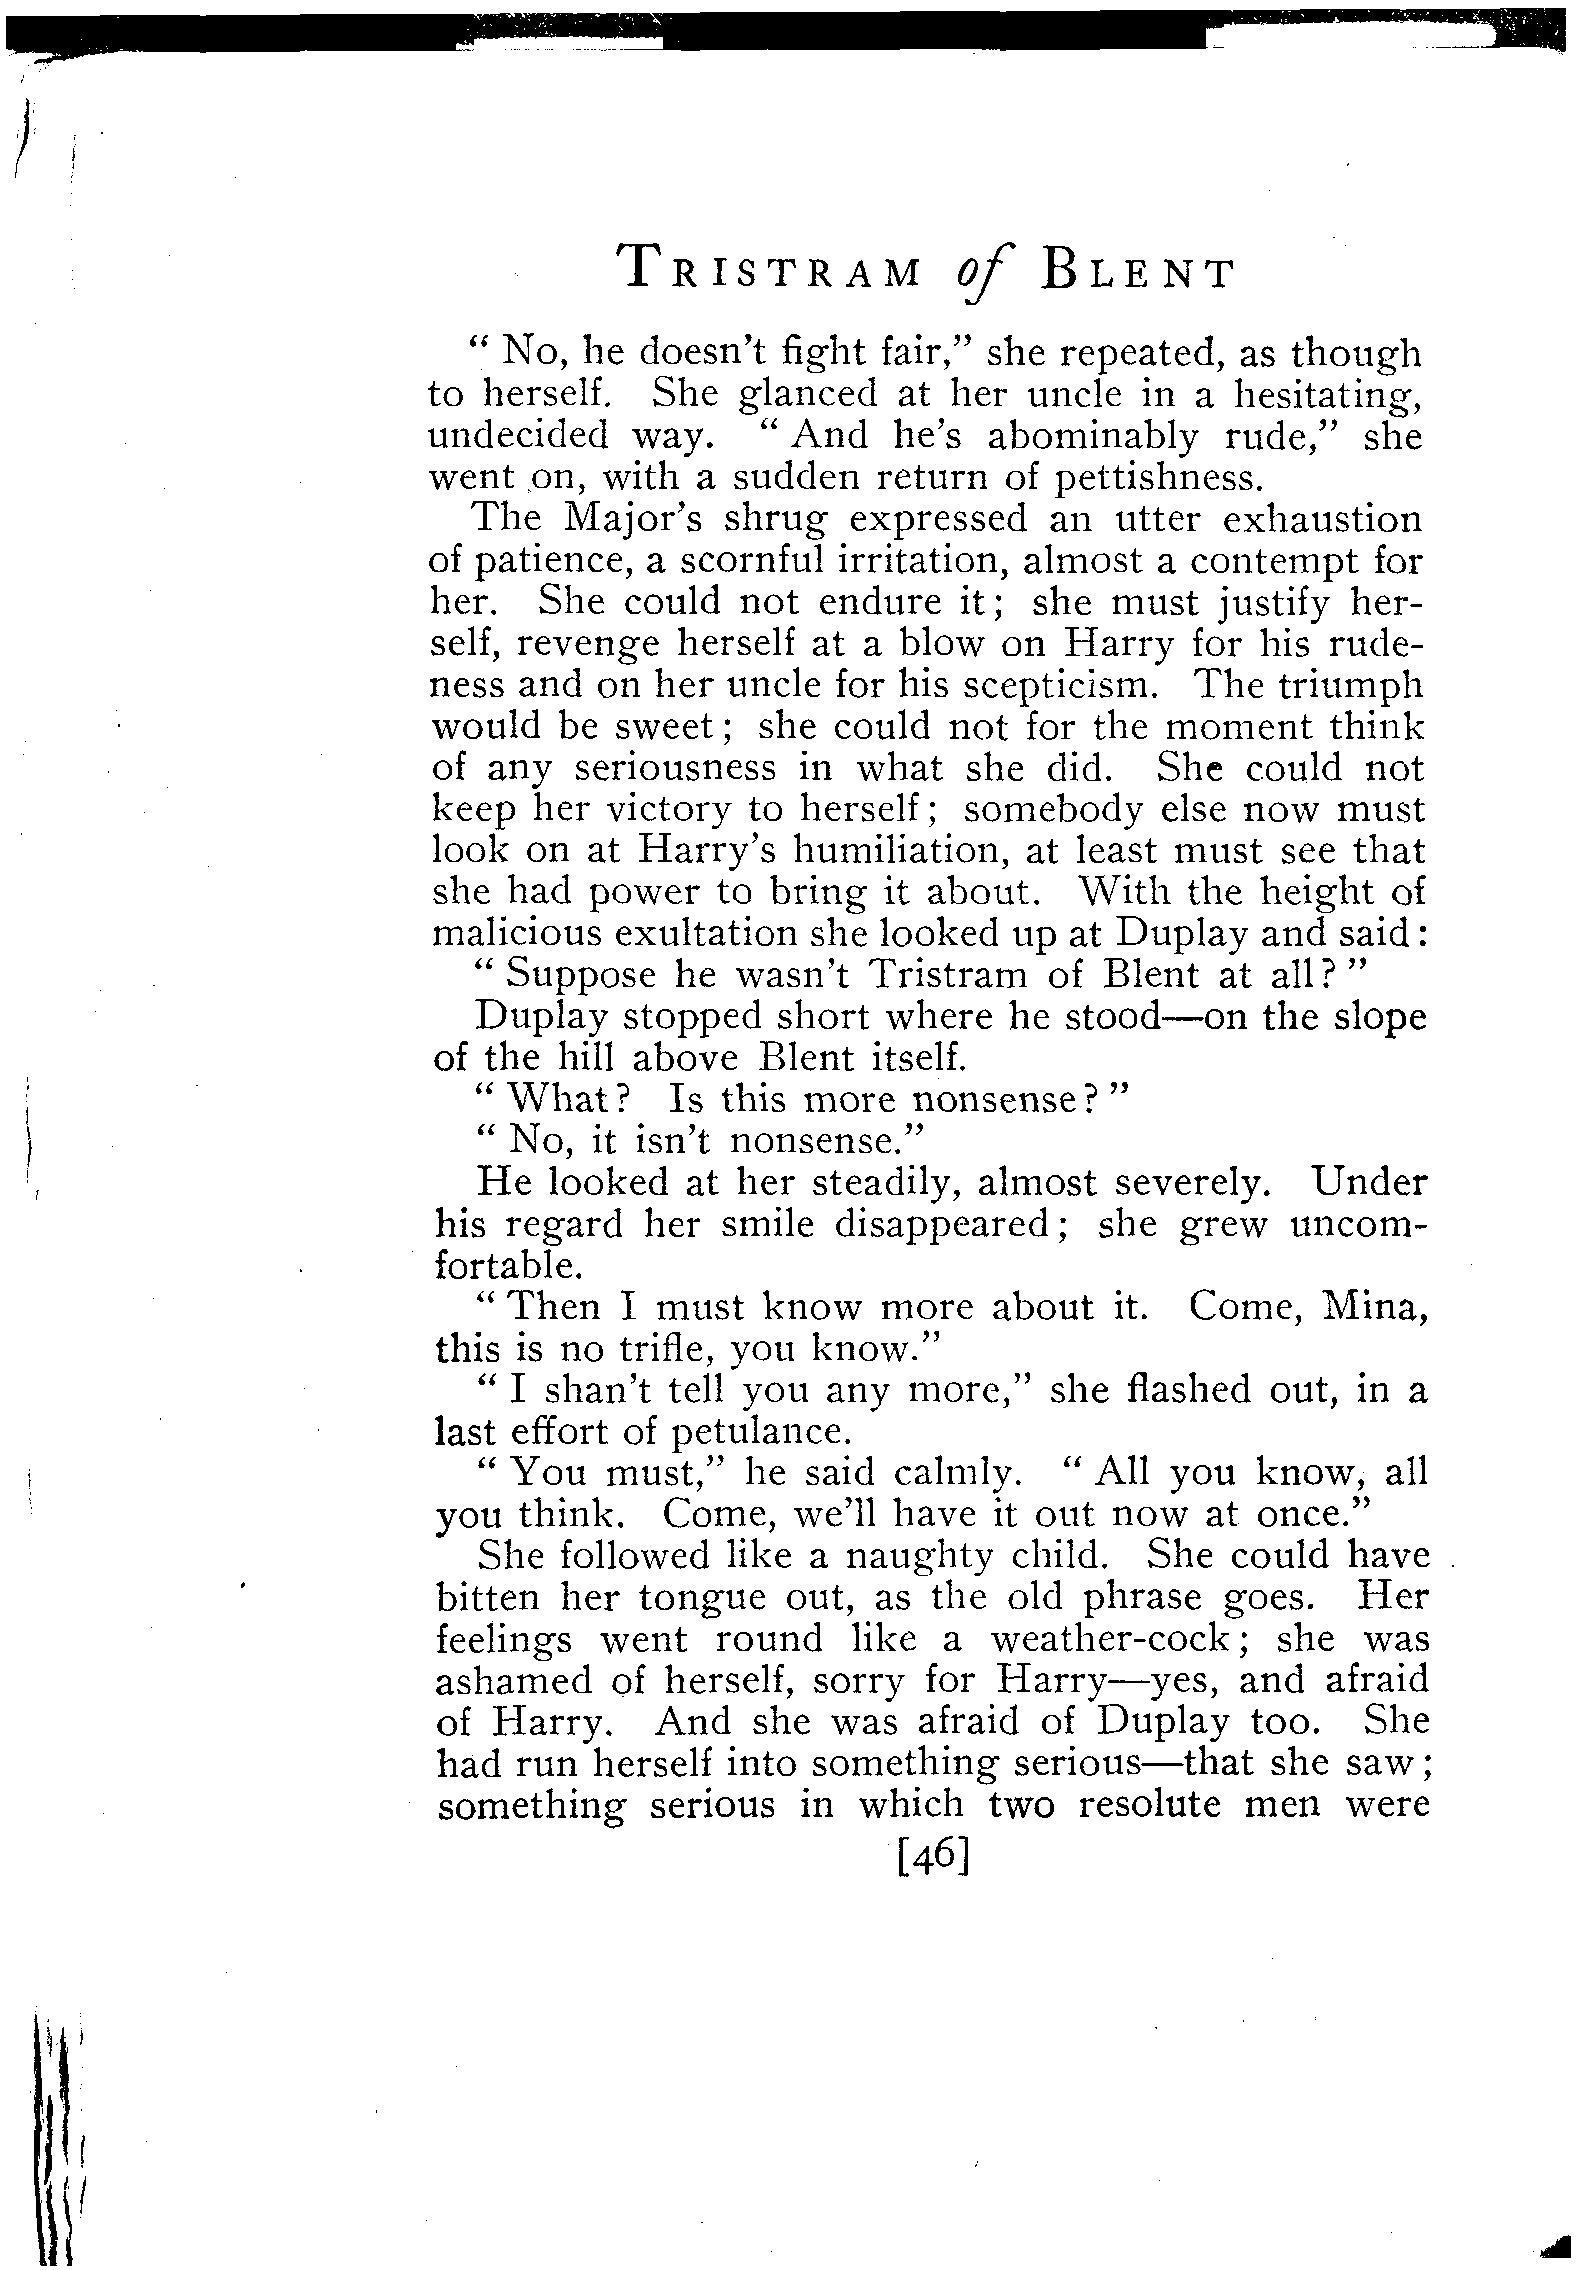 TRISTRAM of BLENT
“ No, he doesn't fight fair,” she repeated, as though
to herself. She glanced at her uncle in a hesitating,
undecided way. “ And he's abominably rude,” she
went on, with a sudden return of pettishness.
The Major's shrug expressed an utter exhaustion
of patience, a scornful irritation, almost a contempt for
her. She could not endure it; she must justify her-
self, revenge herself at a blow on Harry for his rude-
ness and on her uncle for his scepticism. The triumph
would be sweet; she could not for the moment think
of any seriousness in what she did. She could not
keep her victory to herself; somebody else now must
look on at Harry's humiliation, at least must see that
she had power to bring it about. With the height of
malicious exultation she looked up at Duplay and said:
“ Suppose he wasn't Tristram of Blent at all? ”
Duplay stopped short where he stood—on the slope
of the hill above Blent itself.
“ What? Is this more nonsense? ”
“ No, it isn't nonsense.”
He looked at her steadily, almost severely. Under
his regard her smile disappeared; she grew uncom-
fortable.
“ Then I must know more about it. Come, Mina,
this is no trifle, you know.”
“ I shan't tell you any more,” she flashed out, in a
last effort of petulance.
“ You must,” he said calmly. “ All you know, all
you think. Come, we'll have it out now at once.”
She followed like a naughty child. She could have
bitten her tongue out, as the old phrase goes. Her
feelings went round like a weather-cock; she was
ashamed of herself, sorry for Harry—yes, and afraid
of Harry. And she was afraid of Duplay too. She
had run herself into something serious—that she saw;
something serious in which two resolute men were
[46]